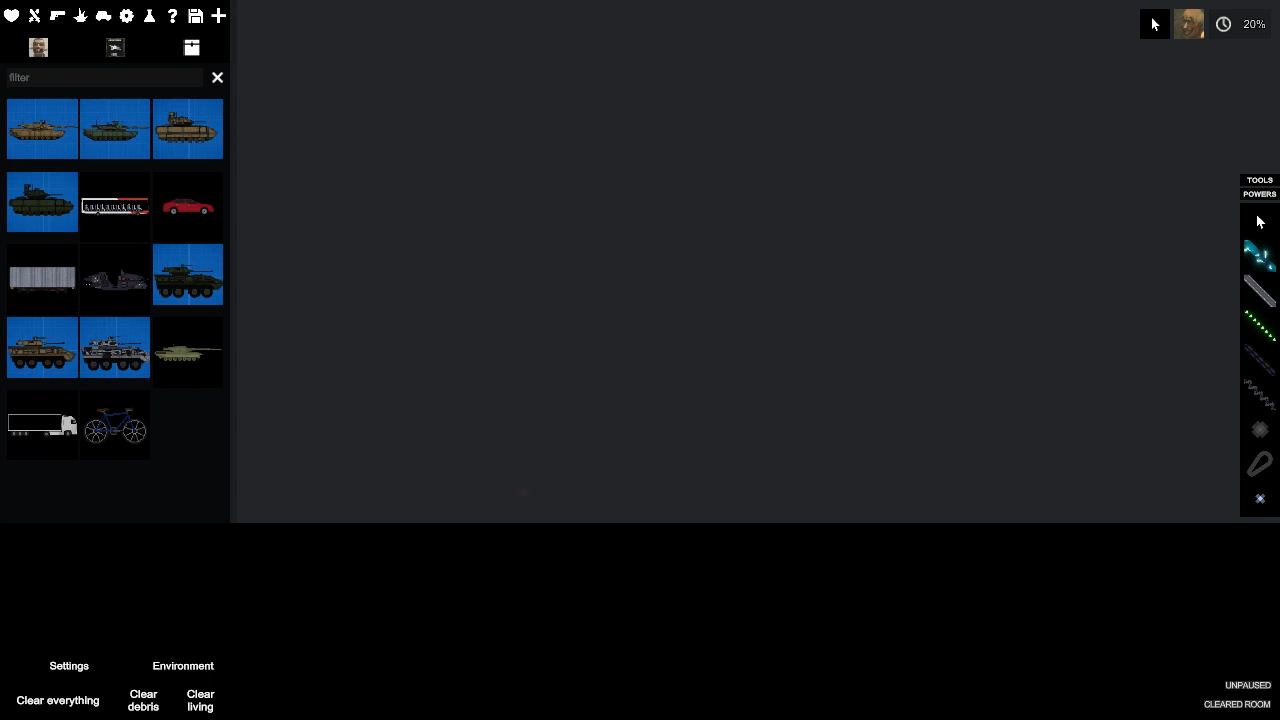 20%
filter
TOOLS
POWERS
Settings
Environment
Clear everything
Clear debris
Clear living
UNPAUSED
CLEARED ROOM